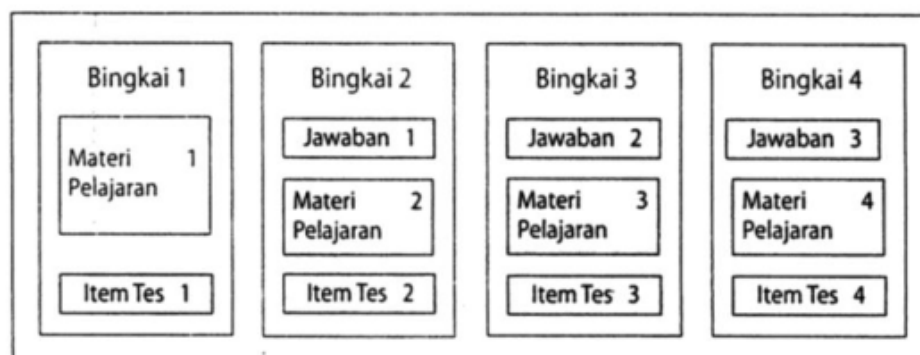 Bingkai 1
Materi 1
Pelajaran
Item Tes 1
Bingkai 2
Jawaban 1
Materi 2
Pelajaran
Item Tes 2
Bingkai 3
Jawaban 2
Materi 3
Pelajaran
Item Tes 3
Bingkai 4
Jawaban 3
Materi 4
Pelajaran
Item Tes 4